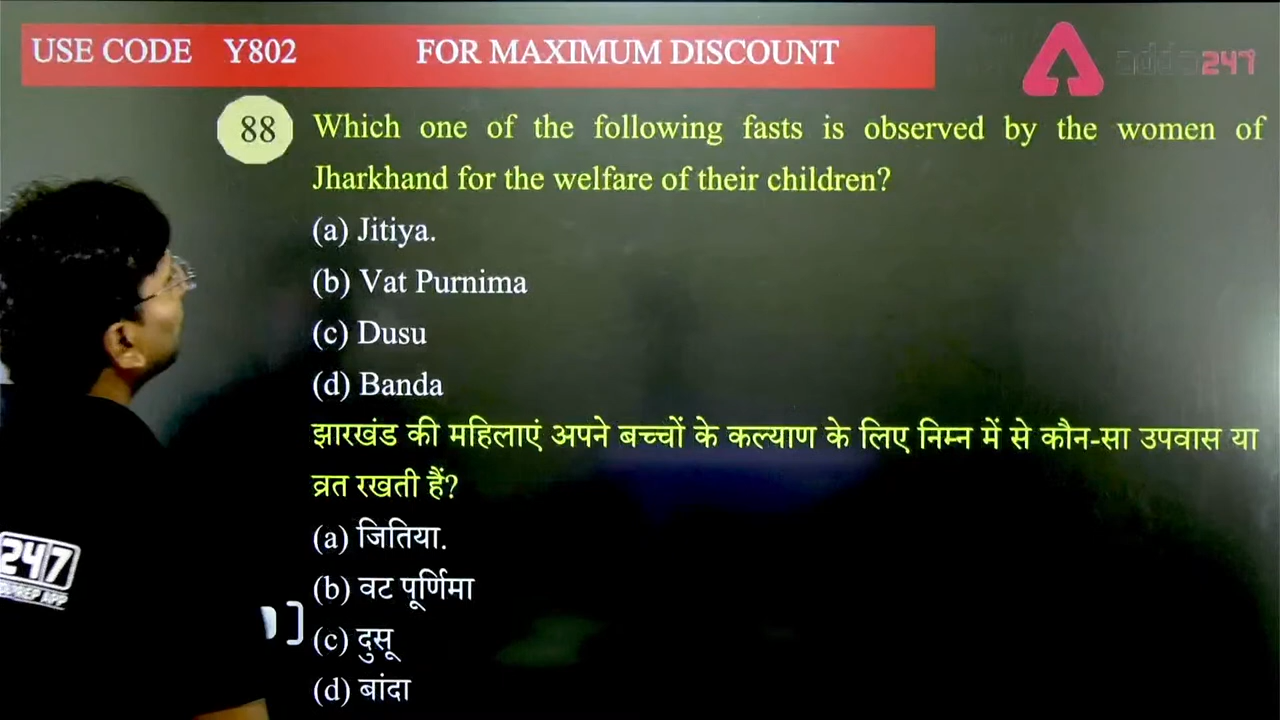 USE CODE Y802 FOR MAXIMUM DISCOUNT
adda247
88 Which one of the following fasts is observed by the women of
Jharkhand for the welfare of their children?
(a) Jitiya.
(b) Vat Purnima
(c) Dusu
(d) Banda
झारखंड की महिलाएं अपने बच्चों के कल्याण के लिए निम्न में से कौन-सा उपवास या
व्रत रखती हैं?
(a) जितिया.
(b) वट पूर्णिमा
(c) दुसू
(d) बांदा
247